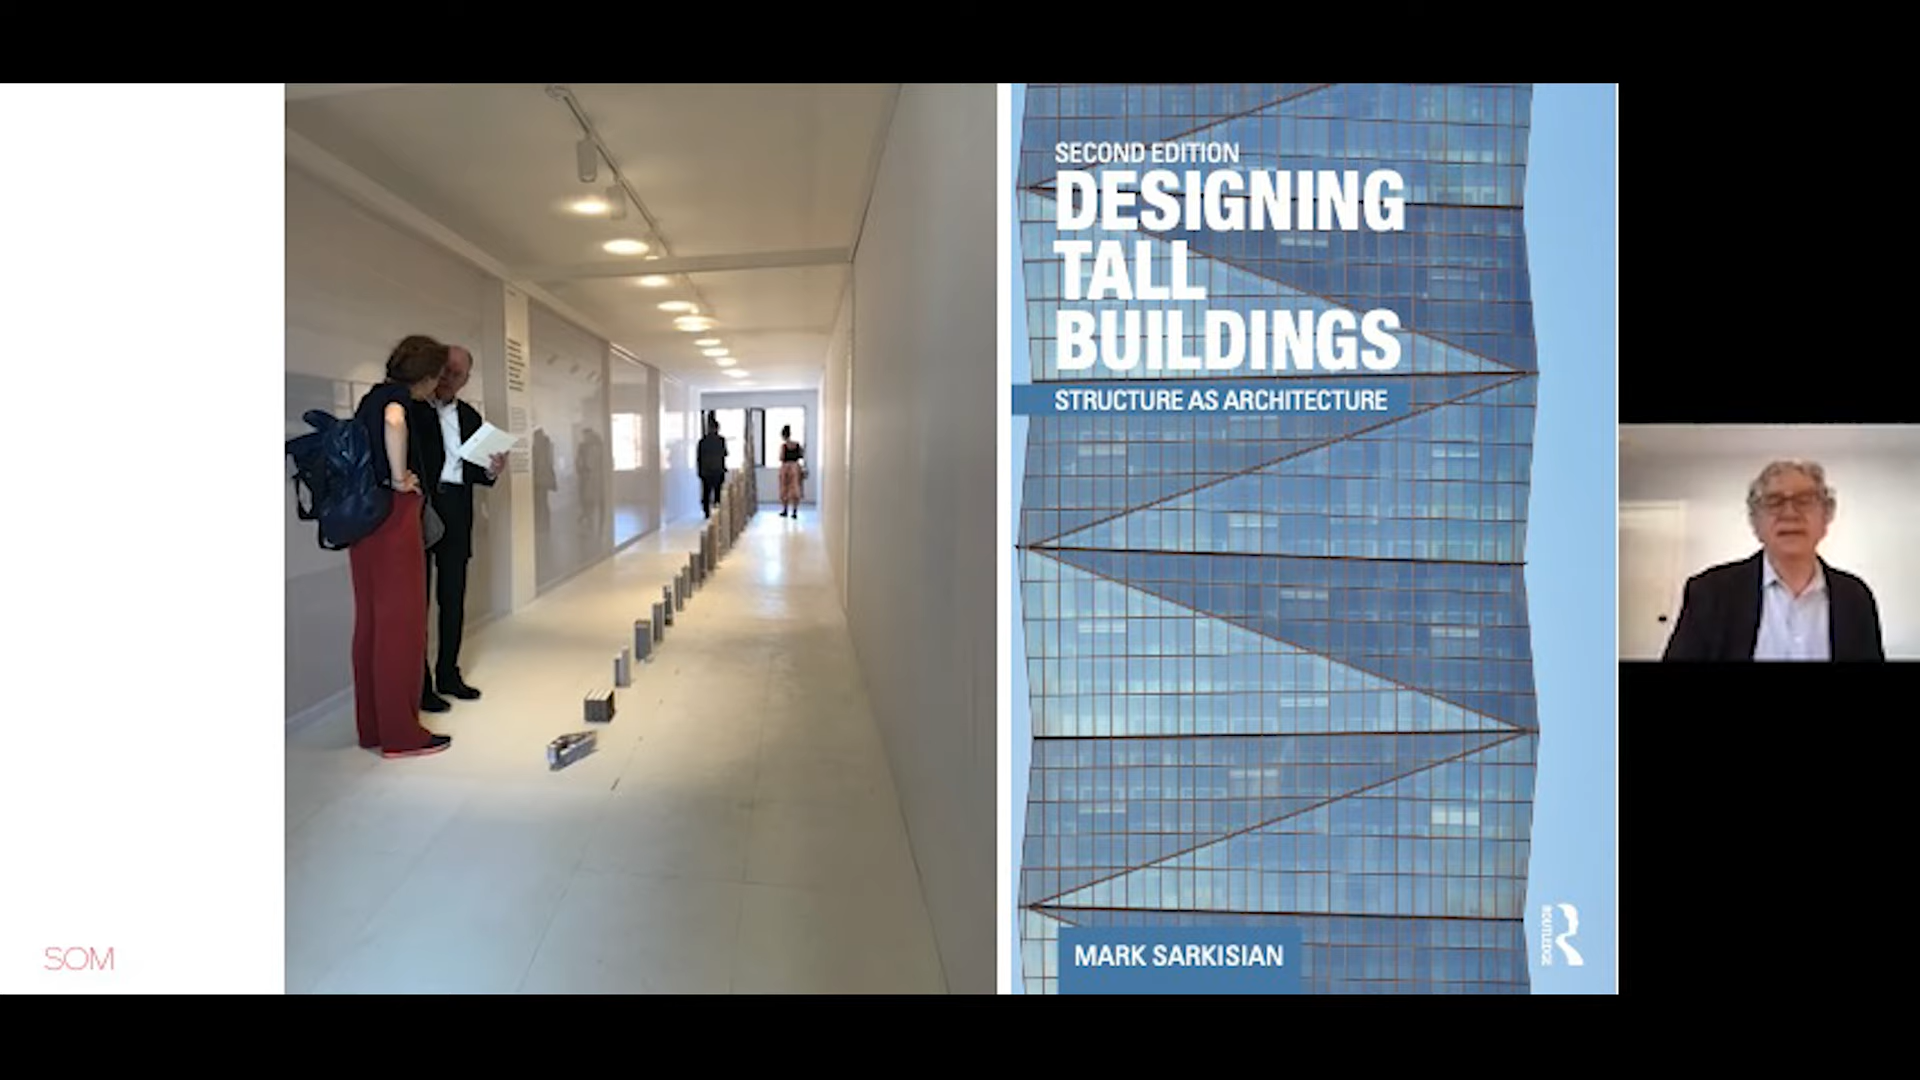 SECOND EDITION
DESIGNING
TALL
BUILDINGS
STRUCTURE AS ARCHITECTURE
MARK SARKISIAN
ROUTLEDGE
SOM